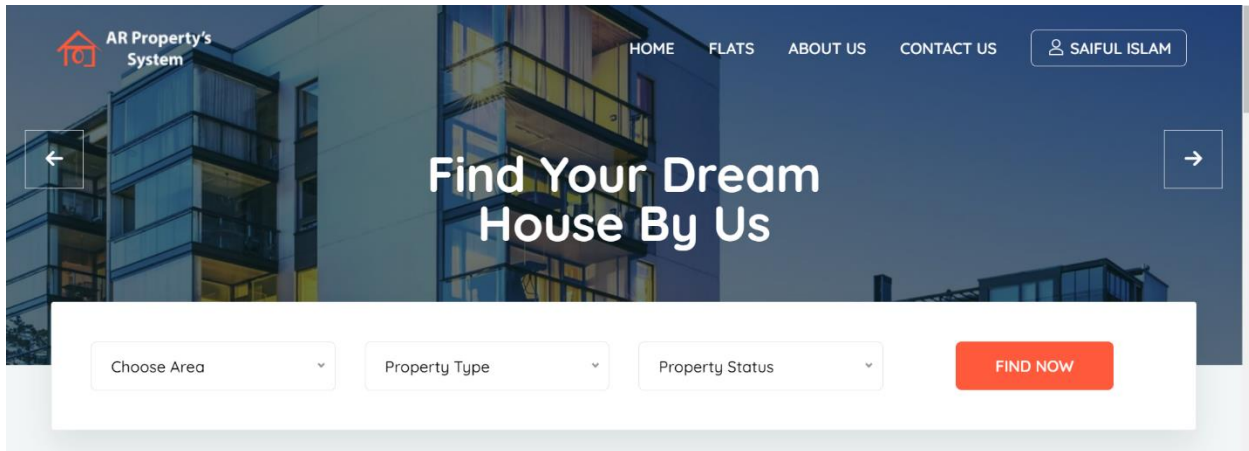 AR Property's
System
HOME FLATS ABOUT US CONTACT US SAIFUL ISLAM
Find Your Dream
House By Us
Choose Area Property Type Property Status FIND NOW